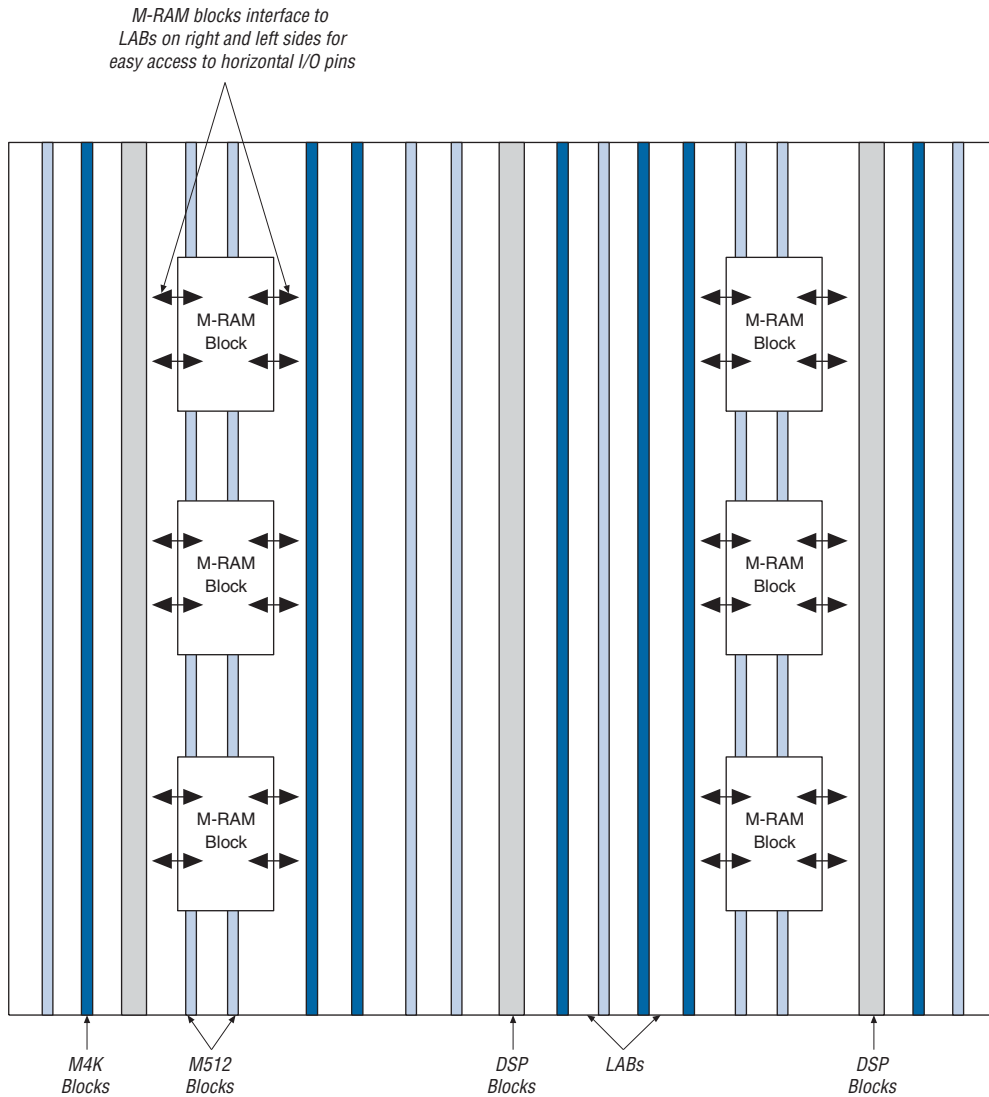 M-RAM blocks interface to
LABs on right and left sides for
easy access to horizontal I/O pins
M-RAM
Block
M-RAM
Block
M-RAM
Block
M-RAM
Block
M-RAM
Block
M-RAM
Block
M4K
Blocks
M512
Blocks
DSP
Blocks
LABs
DSP
Blocks